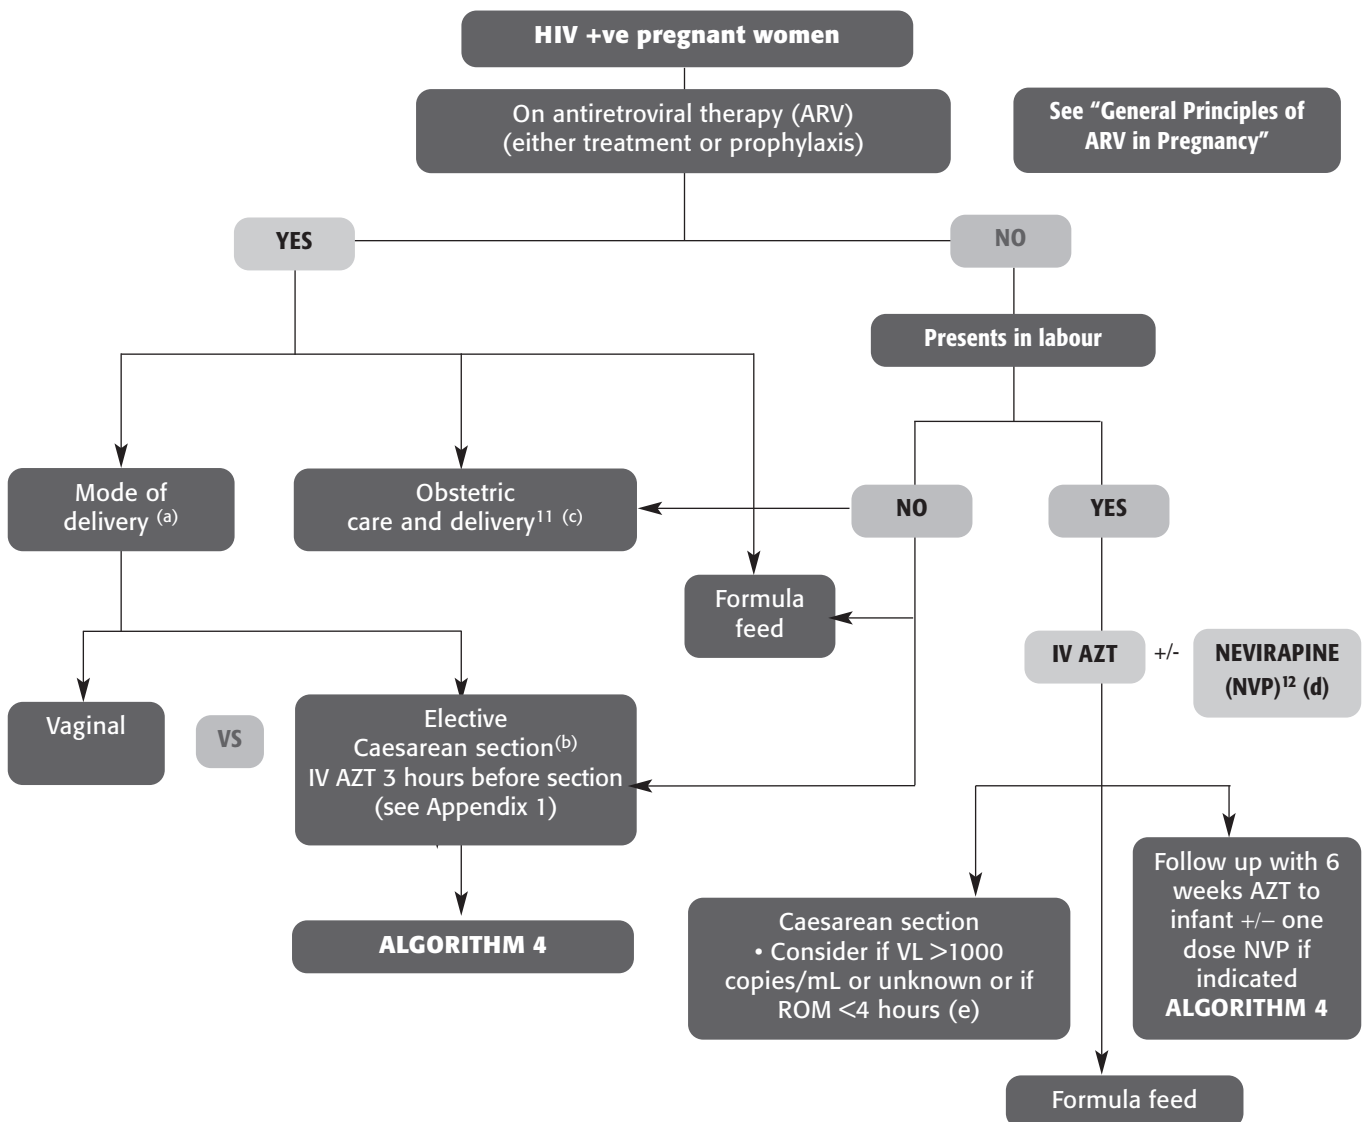 HIV +ve pregnant women
On antiretroviral therapy (ARV)
(either treatment or prophylaxis)
See “General Principles of
ARV in Pregnancy”
YES
NO
Presents in labour
Mode of
delivery (a)
Obstetric
care and delivery¹¹ (c)
NO
YES
Formula
feed
IV AZT
+/-
NEVIRAPINE
(NVP)¹² (d)
Vaginal
VS
Elective
Caesarean section(b)
IV AZT 3 hours before section
(see Appendix 1)
ALGORITHM 4
Caesarean section
• Consider if VL >1000
copies/mL or unknown or if
ROM <4 hours (e)
Follow up with 6
weeks AZT to
infant +/– one
dose NVP if
indicated
ALGORITHM 4
Formula feed